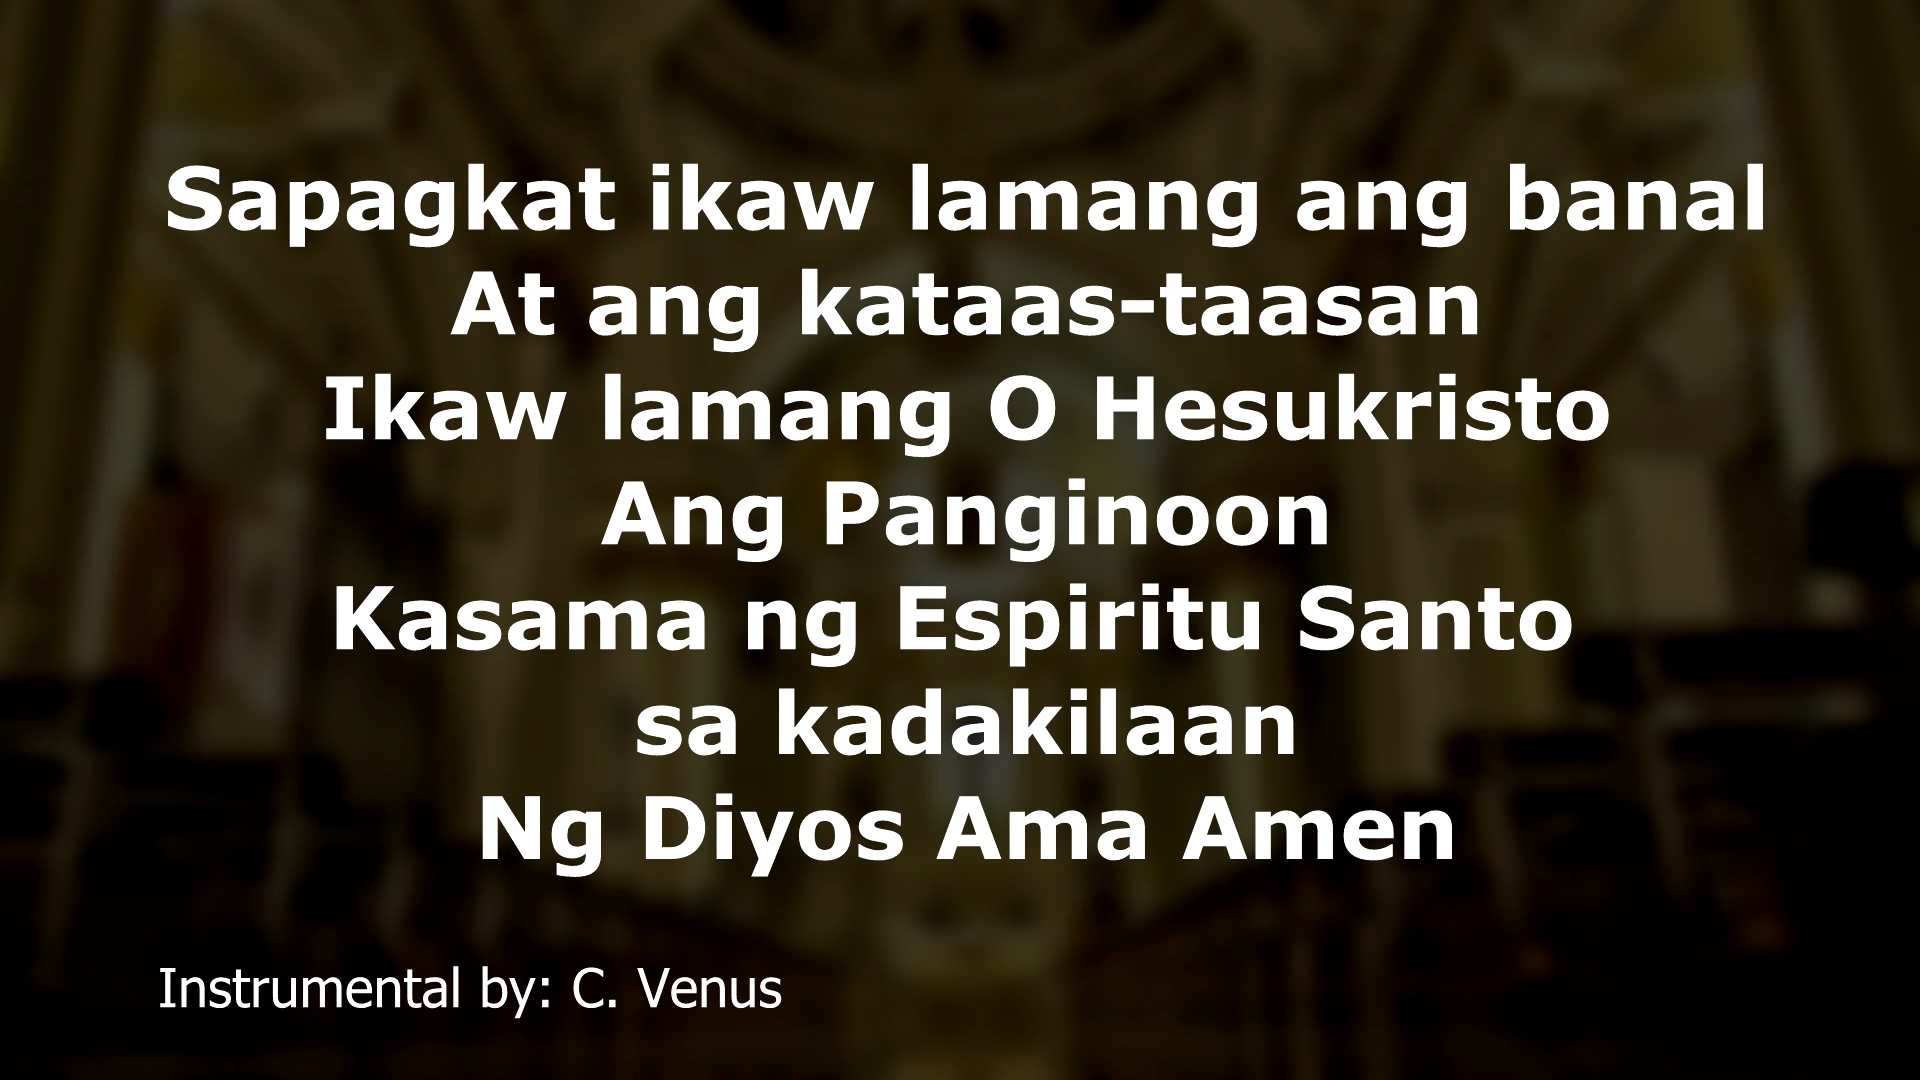 Sapagkat ikaw lamang ang banal
At ang kataas-taasan
Ikaw lamang O Hesukristo
Ang Panginoon
Kasama ng Espiritu Santo
sa kadakilaan
Ng Diyos Ama Amen
Instrumental by: C. Venus